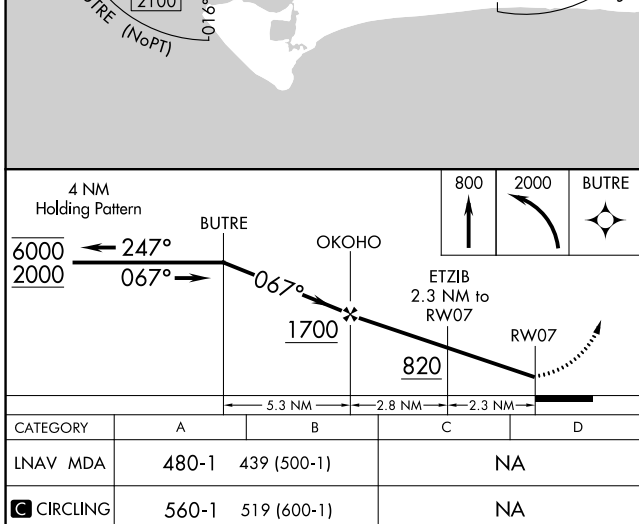 2100
BUTRE (NoPT)
016°
4 NM
Holding Pattern
800
2000
BUTRE
BUTRE
6000
2000
247°
067°
067°
OKOHO
1700
ETZIB
2.3 NM to
RW07
820
RW07
5.3 NM
2.8 NM
2.3 NM
CATEGORY A B C D
LNAV MDA 480-1 439 (500-1) NA
C CIRCLING 560-1 519 (600-1) NA